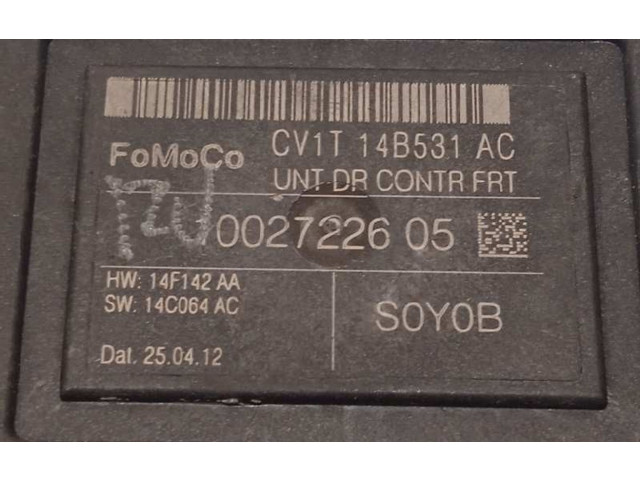 FoMoCo CV1T 14B531 AC
UNT DR CONTR FRT
0027226 05
HW: 14F142 AA
SW: 14C064 AC
S0Y0B
Dat. 25.04.12